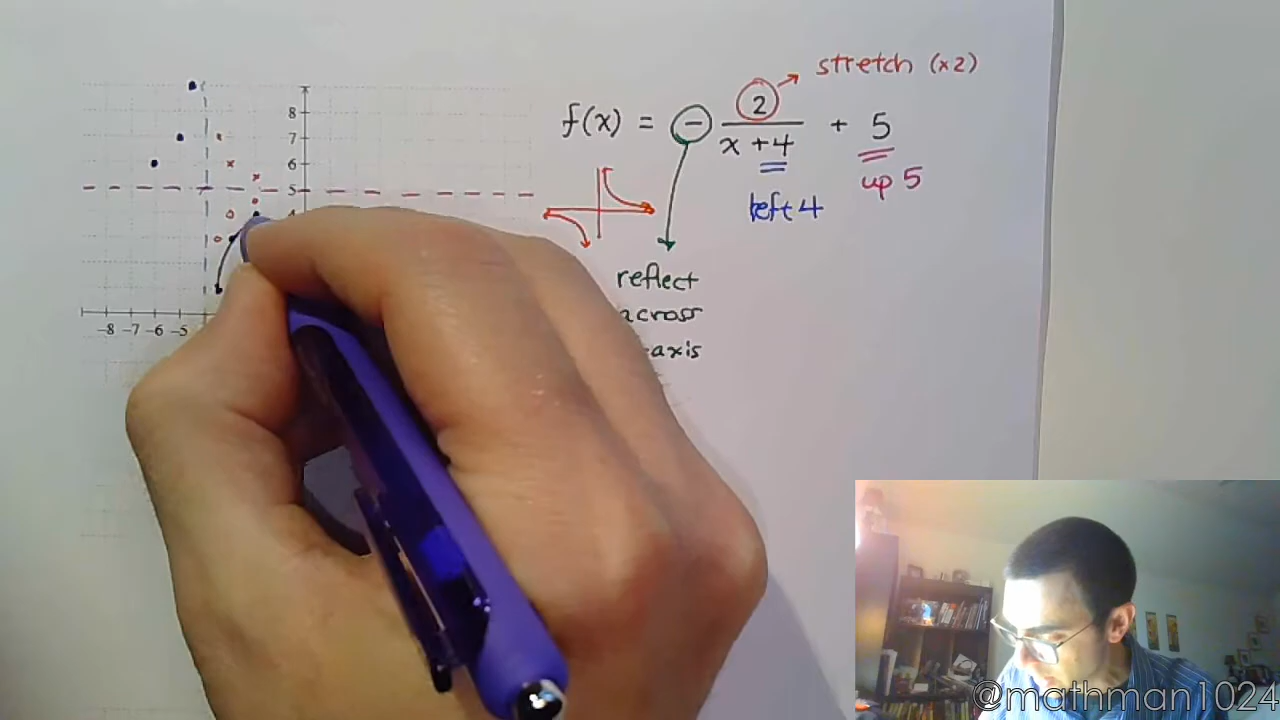 stretch (x2)
f(x) = - 2 / x + 4 + 5
up 5
left 4
reflect
across
-axis
8
7
6
5
-8 -7 -6 -5
@mathman1024